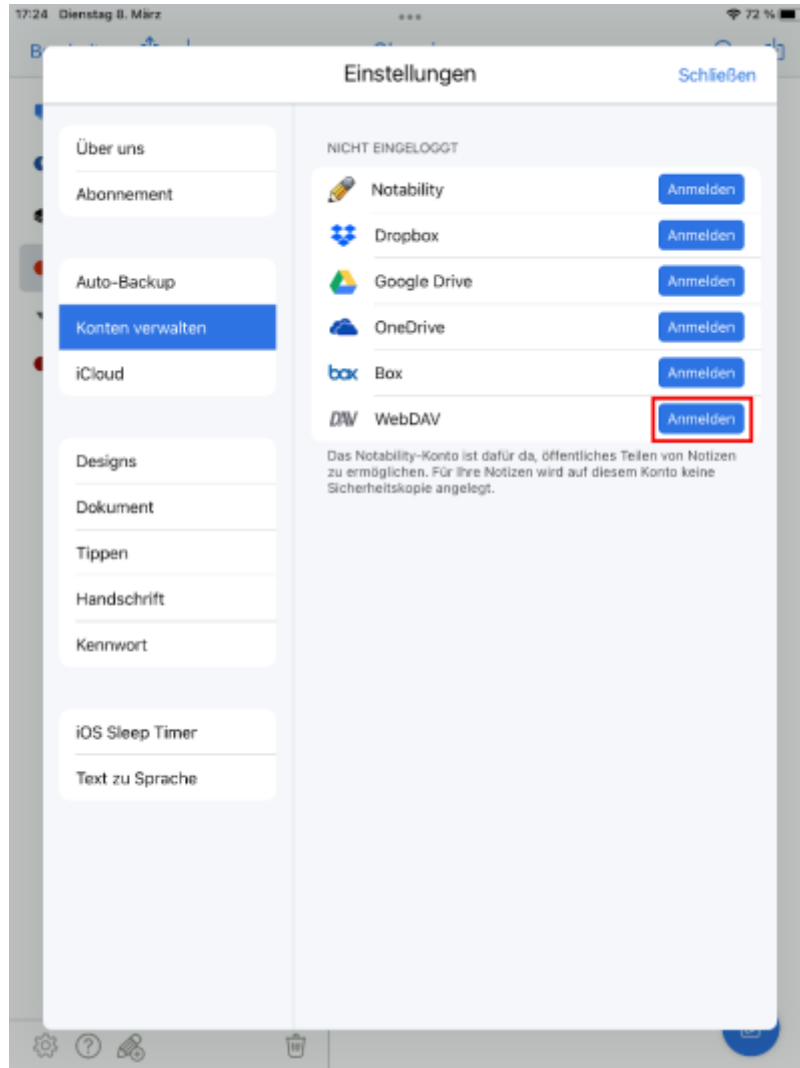 17:24 Dienstag 8. März
72 %
Einstellungen
Schließen
Über uns
Abonnement
Auto-Backup
Konten verwalten
iCloud
Designs
Dokument
Tippen
Handschrift
Kennwort
iOS Sleep Timer
Text zu Sprache
NICHT EINGELOGGT
Notability Anmelden
Dropbox Anmelden
Google Drive Anmelden
OneDrive Anmelden
box Box Anmelden
DAV WebDAV Anmelden
Das Notability-Konto ist dafür da, öffentliches Teilen von Notizen
zu ermöglichen. Für Ihre Notizen wird auf diesem Konto keine
Sicherheitskopie angelegt.